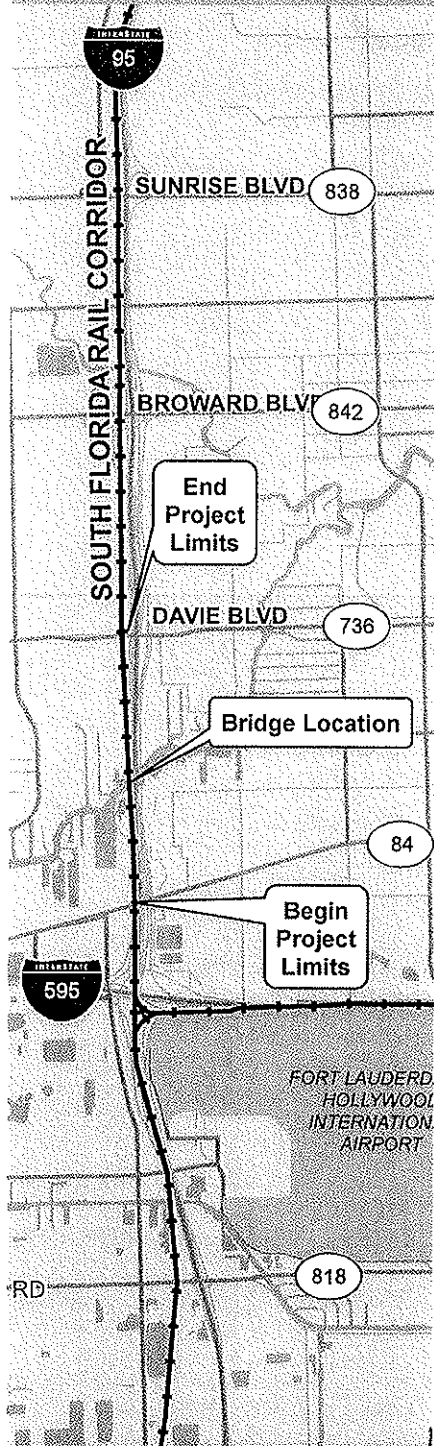 INTERSTATE
95
SOUTH FLORIDA RAIL CORRIDOR
SUNRISE BLVD
838
BROWARD BLV
842
End
Project
Limits
DAVIE BLVD
736
Bridge Location
84
Begin
Project
Limits
INTERSTATE
595
FORT LAUDERD
HOLLYWOOD
INTERNATION
AIRPORT
818
RD